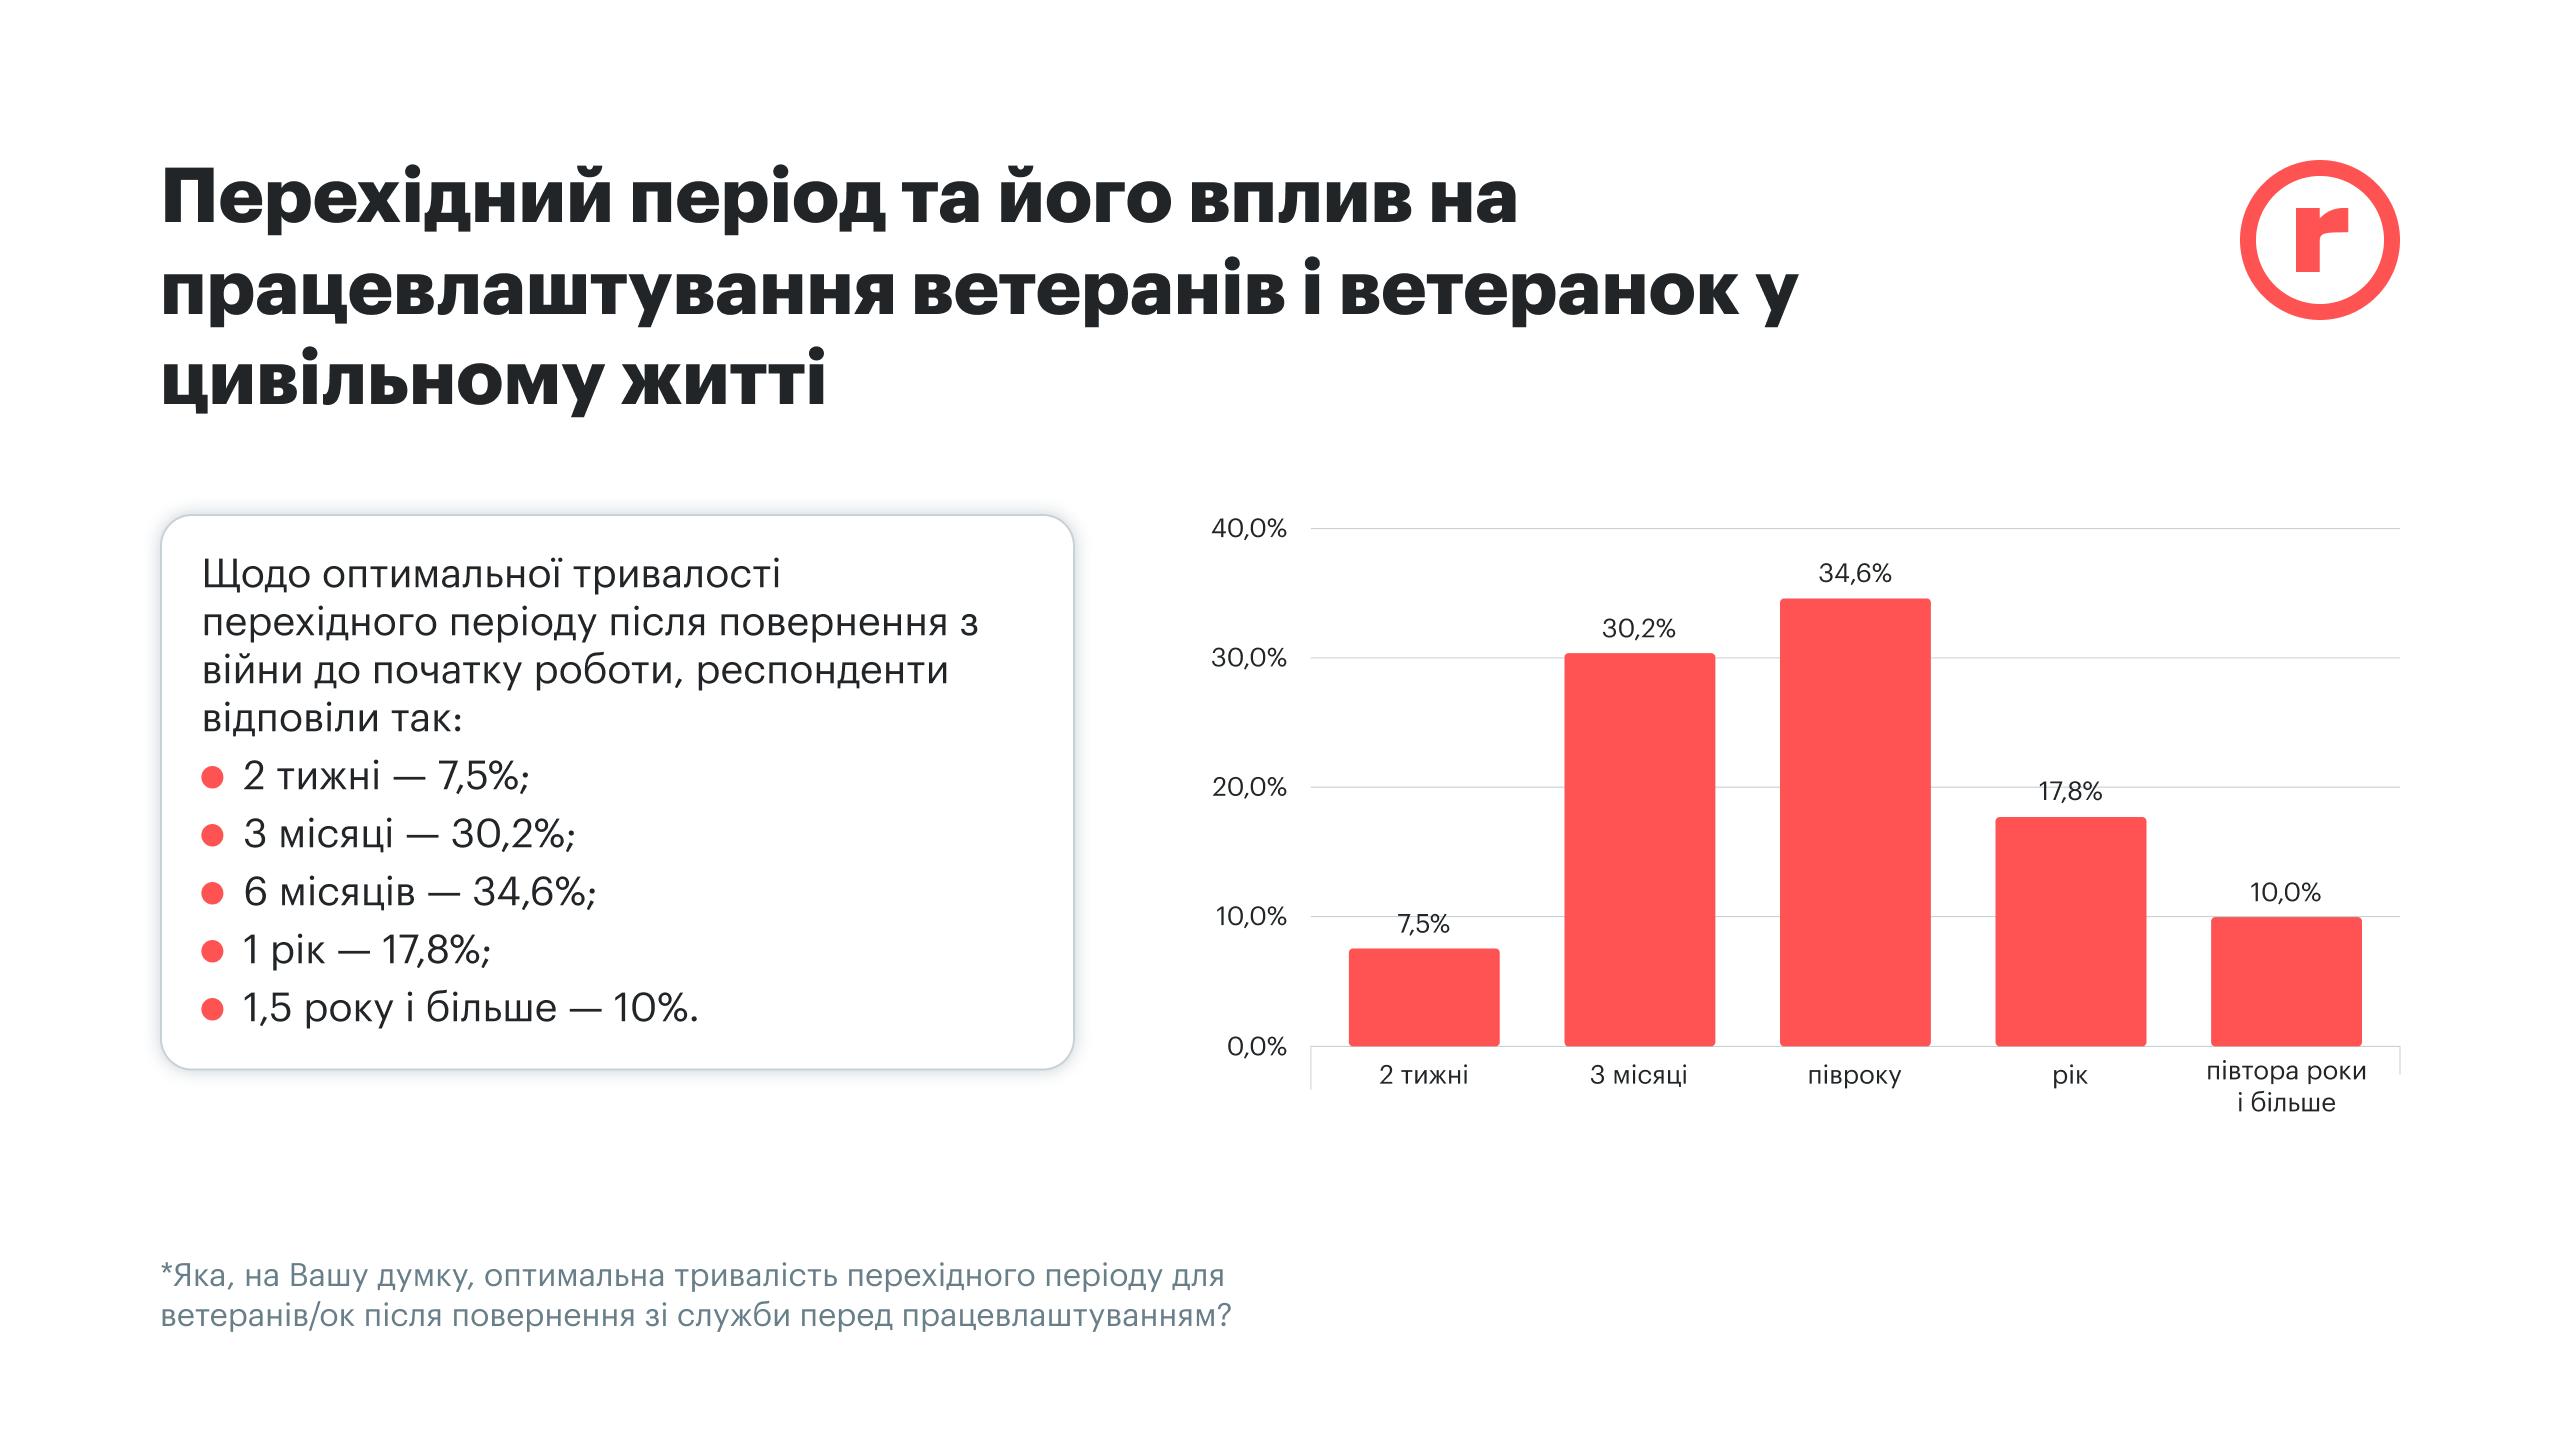 Перехідний період та його вплив на
працевлаштування ветеранів і ветеранок у
цивільному житті
r
Щодо оптимальної тривалості
перехідного періоду після повернення з
війни до початку роботи, респонденти
відповіли так:
2 тижні — 7,5%;
3 місяці — 30,2%;
6 місяців — 34,6%;
1 рік — 17,8%;
1,5 року і більше — 10%.
40,0%
30,0%
20,0%
10,0%
0,0%
7,5%
30,2%
34,6%
17,8%
10,0%
2 тижні
3 місяці
півроку
рік
півтора роки
і більше
*Яка, на Вашу думку, оптимальна тривалість перехідного періоду для
ветеранів/ок після повернення зі служби перед працевлаштуванням?